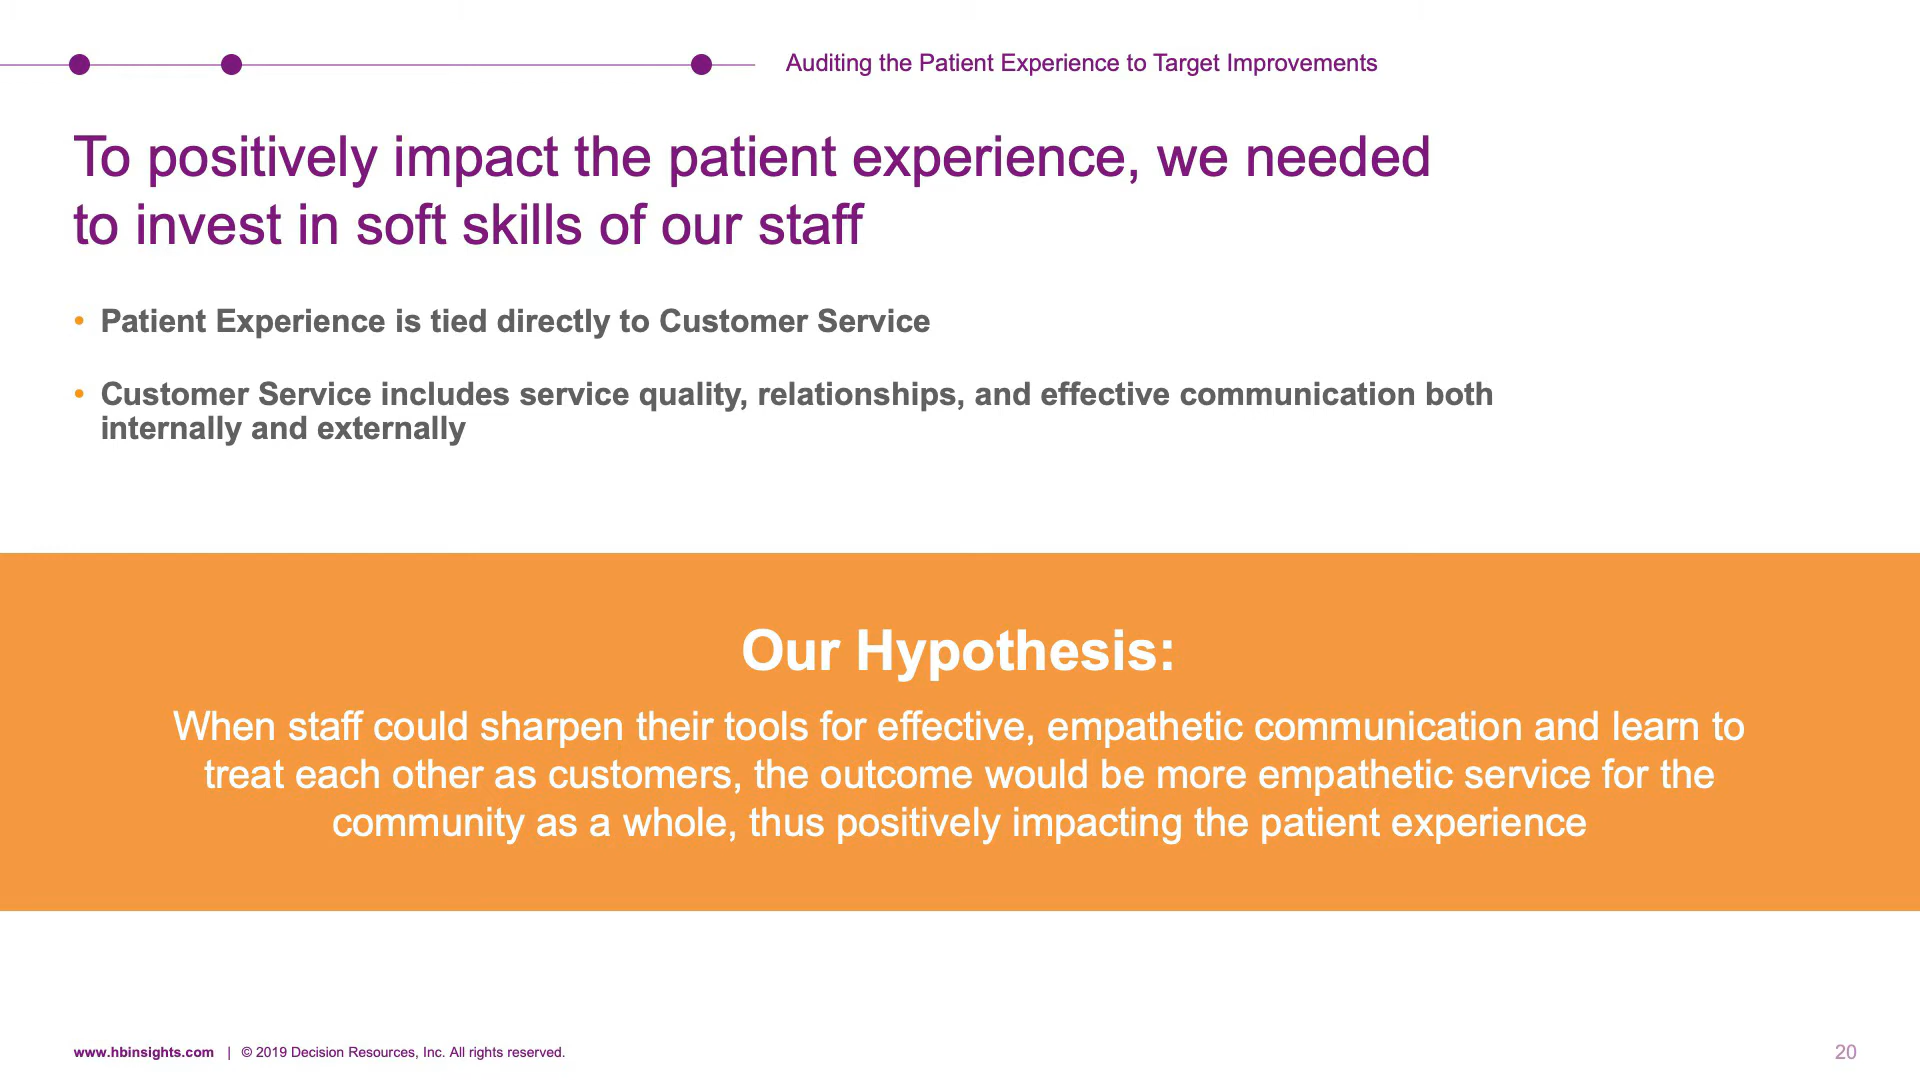 Auditing the Patient Experience to Target Improvements
To positively impact the patient experience, we needed
to invest in soft skills of our staff
• Patient Experience is tied directly to Customer Service
• Customer Service includes service quality, relationships, and effective communication both
internally and externally
Our Hypothesis:
When staff could sharpen their tools for effective, empathetic communication and learn to
treat each other as customers, the outcome would be more empathetic service for the
community as a whole, thus positively impacting the patient experience
www.hbinsights.com | © 2019 Decision Resources, Inc. All rights reserved.
20